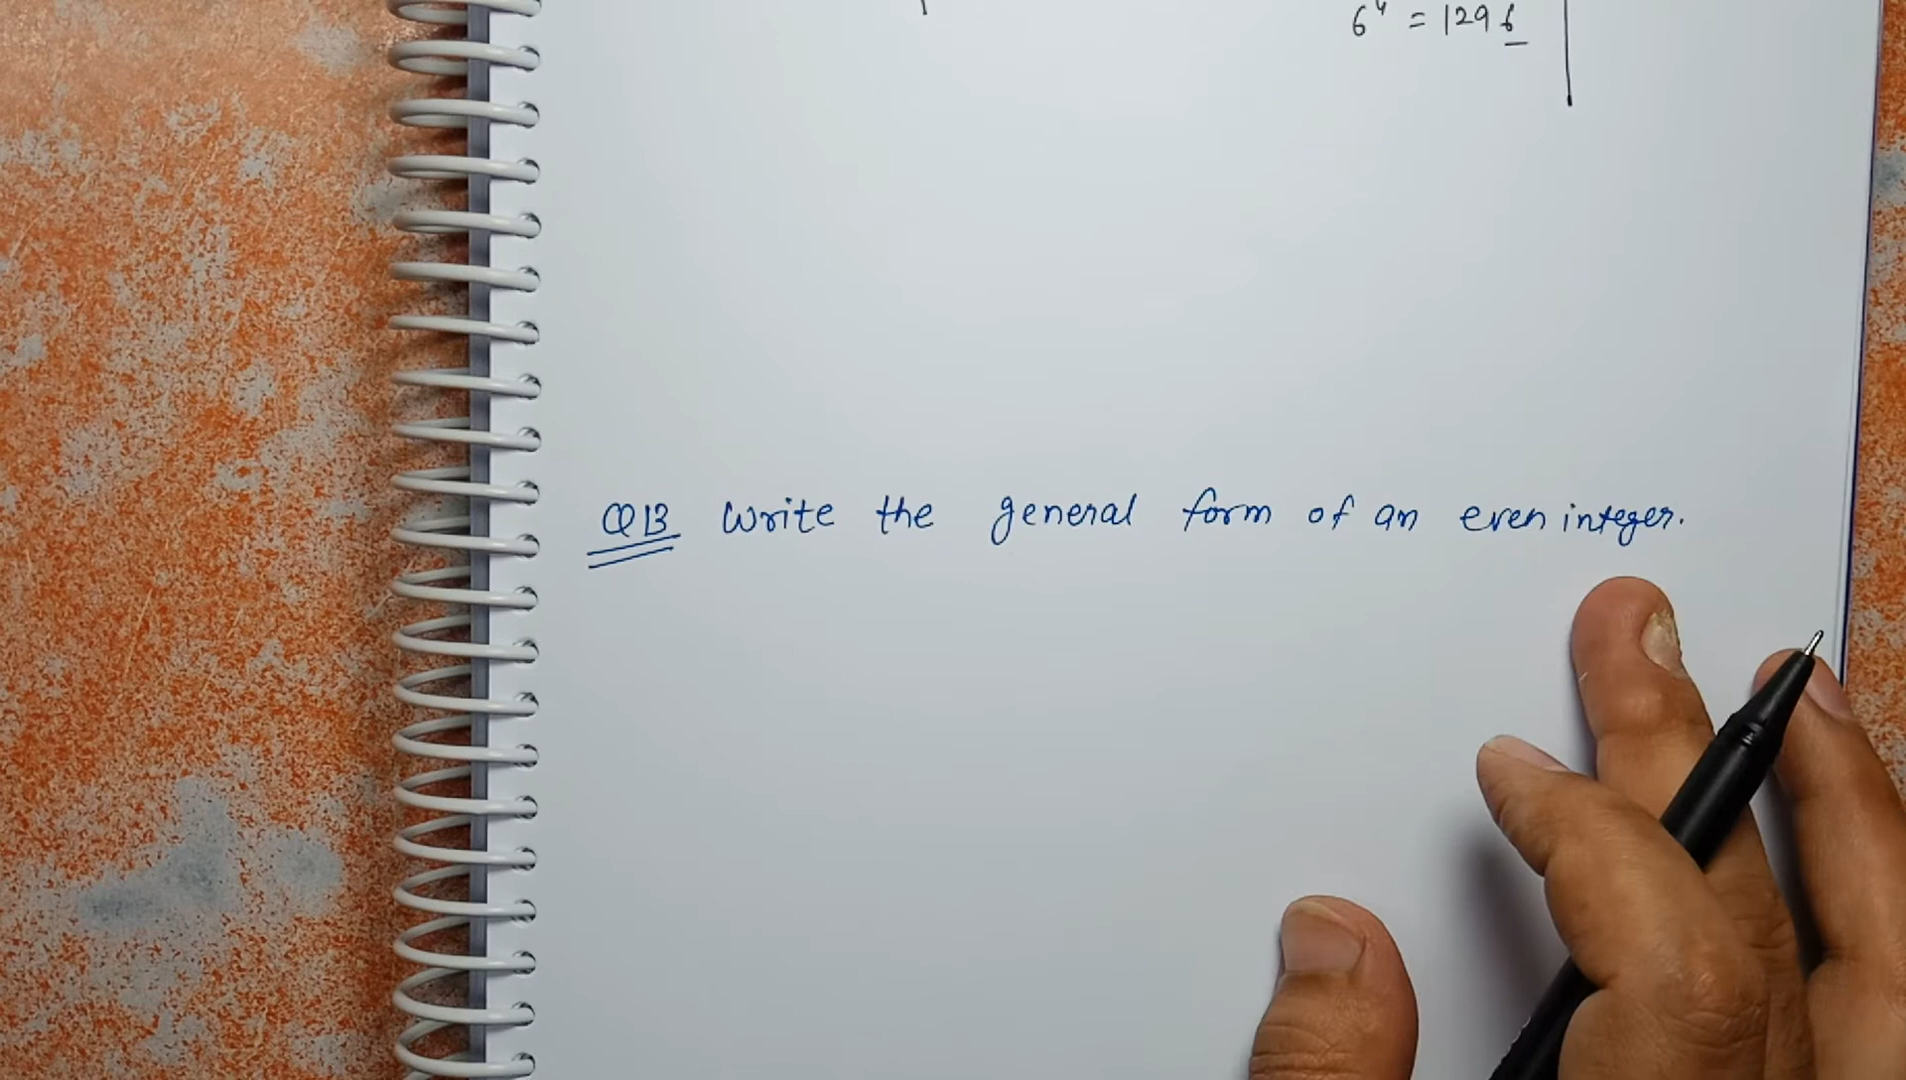 6⁴ = 1296
Q13 Write the general form of an even integer.